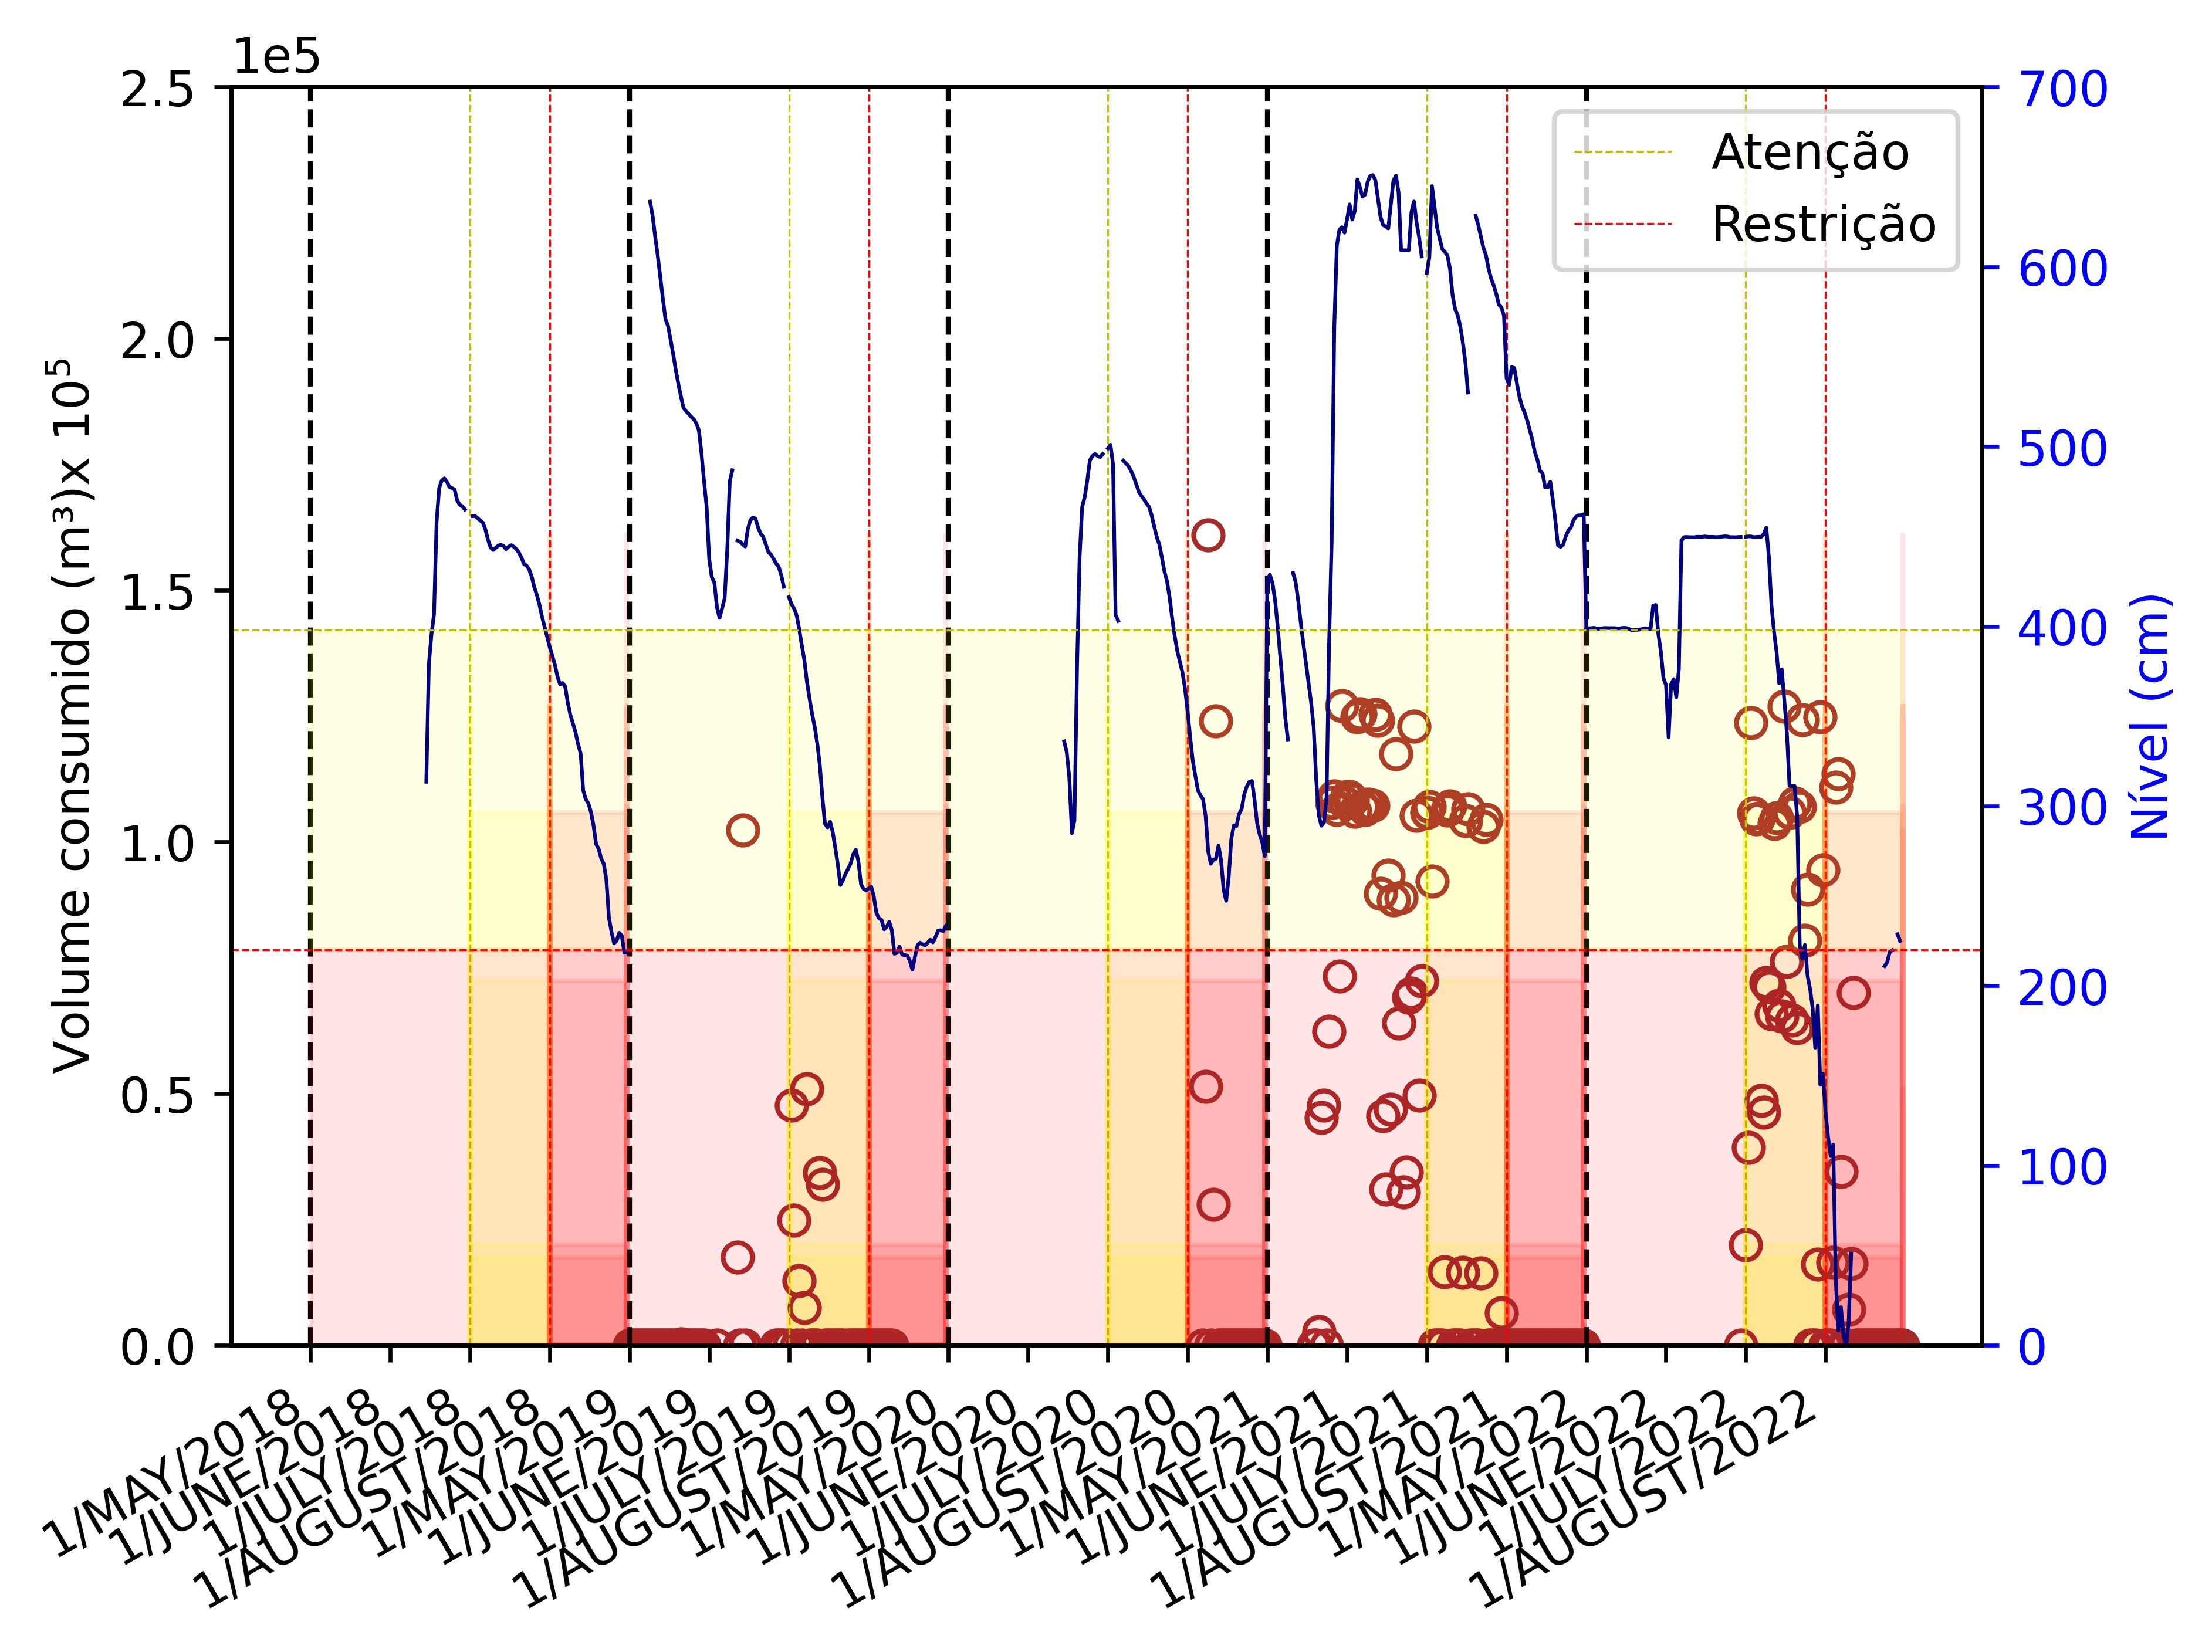 1e5
2.5
2.0
1.5
1.0
0.5
0.0
Volume consumido (m³)x 10⁵
700
600
500
400
300
200
100
0
Nível (cm)
Atenção
Restrição
1/MAY/2018
1/JUNE/2018
1/JULY/2018
1/AUGUST/2018
1/MAY/2019
1/JUNE/2019
1/JULY/2019
1/AUGUST/2019
1/MAY/2020
1/JUNE/2020
1/JULY/2020
1/AUGUST/2020
1/MAY/2021
1/JUNE/2021
1/JULY/2021
1/AUGUST/2021
1/MAY/2022
1/JUNE/2022
1/JULY/2022
1/AUGUST/2022